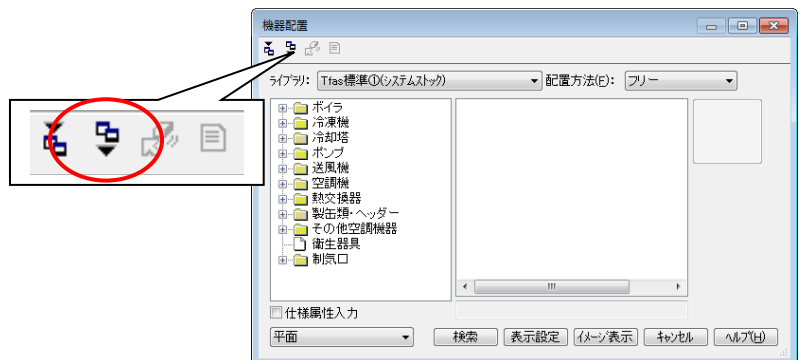 機器配置
ﾗｲﾌﾞﾗﾘ: Tfas標準①(ｼｽﾃﾑｽﾄｯｸ) 配置方法(F): フリー
ボイラ
冷凍機
冷却塔
ポンプ
送風機
空調機
熱交換器
製缶類・ヘッダー
その他空調機器
衛生器具
制気口
仕様属性入力
平面 検索 表示設定 ｲﾒｰｼﾞ表示 ｷｬﾝｾﾙ ﾍﾙﾌﾟ(H)